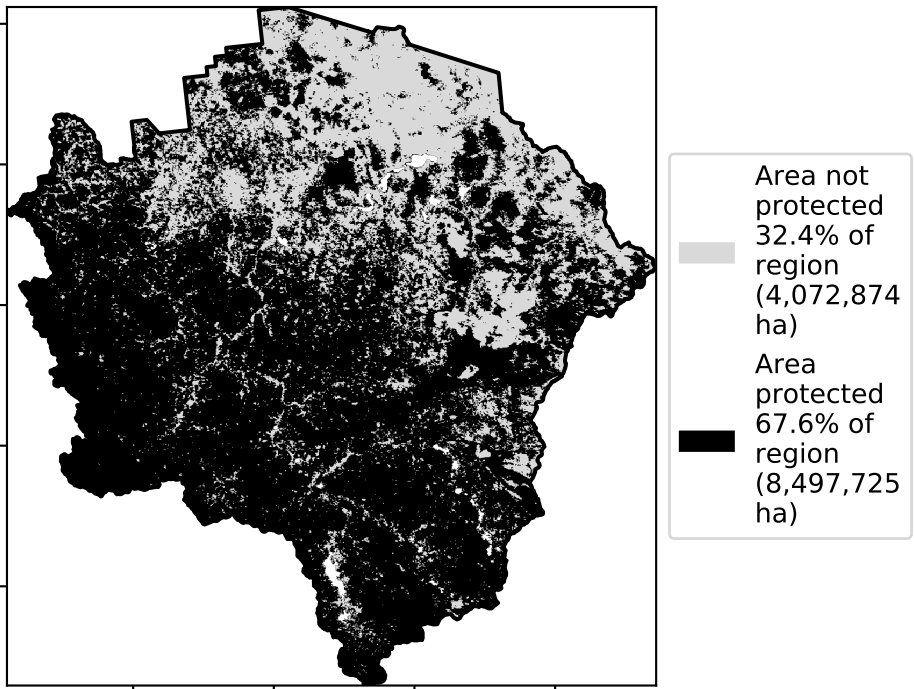 Area not
protected
32.4% of
region
(4,072,874
ha)
Area
protected
67.6% of
region
(8,497,725
ha)